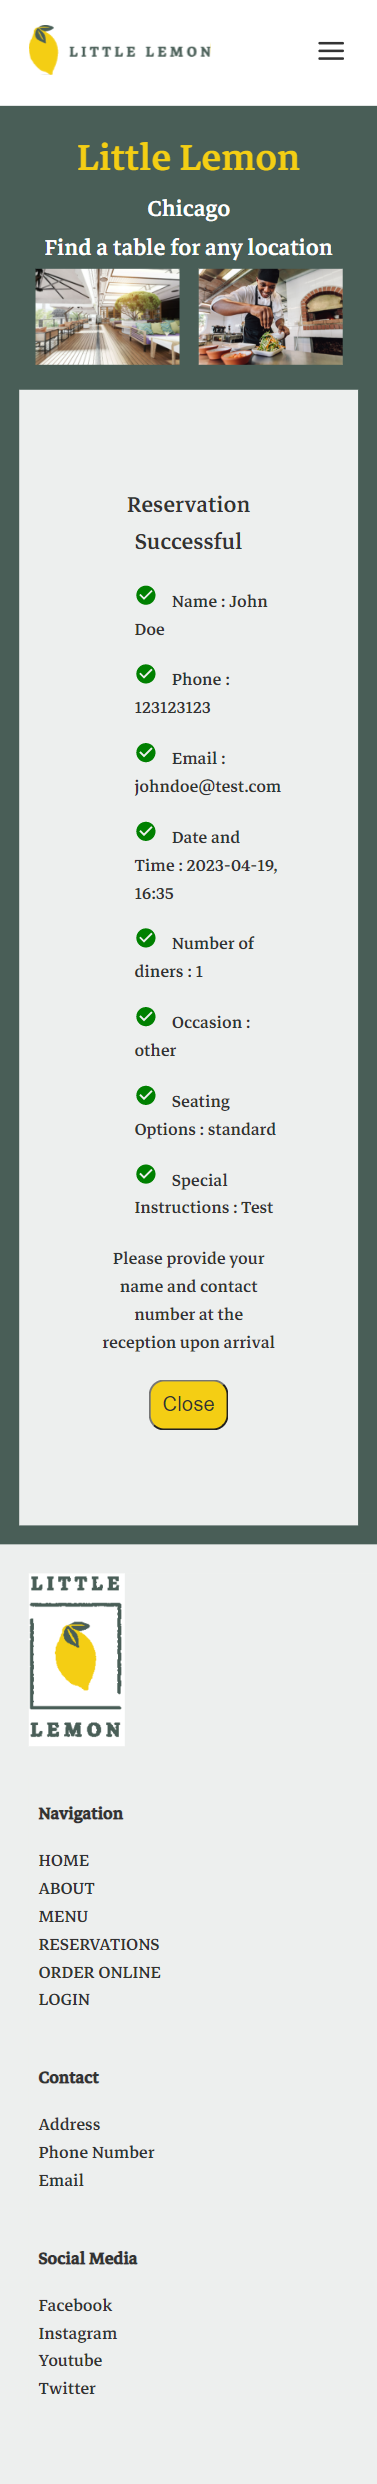 LITTLE LEMON
Little Lemon
Chicago
Find a table for any location
Reservation
Successful
Name : John
Doe
Phone :
123123123
Email :
johndoe@test.com
Date and
Time : 2023-04-19,
16:35
Number of
diners : 1
Occasion :
other
Seating
Options : standard
Special
Instructions : Test
Please provide your
name and contact
number at the
reception upon arrival
Close
LITTLE
LEMON
Navigation
HOME
ABOUT
MENU
RESERVATIONS
ORDER ONLINE
LOGIN
Contact
Address
Phone Number
Email
Social Media
Facebook
Instagram
Youtube
Twitter